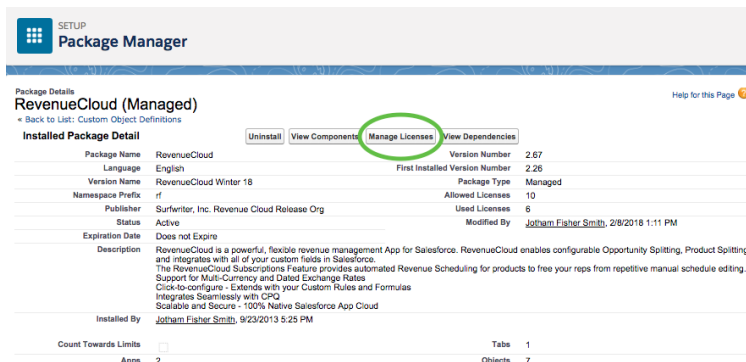 SETUP
Package Manager
Package Details
RevenueCloud (Managed)
Help for this Page
« Back to List: Custom Object Definitions
Installed Package Detail
Uninstall View Components Manage Licenses View Dependencies
Package Name RevenueCloud Version Number 2.67
Language English First Installed Version Number 2.26
Version Name RevenueCloud Winter 18 Package Type Managed
Namespace Prefix rf Allowed Licenses 10
Publisher Surfwriter, Inc. Revenue Cloud Release Org Used Licenses 6
Status Active Modified By Jotham Fisher Smith, 2/8/2018 1:11 PM
Expiration Date Does not Expire
Description RevenueCloud is a powerful, flexible revenue management App for Salesforce. RevenueCloud enables configurable Opportunity Splitting, Product Splitting
and integrates with all of your custom fields in Salesforce.
The RevenueCloud Subscriptions Feature provides automated Revenue Scheduling for products to free your reps from repetitive manual schedule editing.
Support for Multi-Currency and Dated Exchange Rates
Click-to-configure - Extends with your Custom Rules and Formulas
Integrates Seamlessly with CPQ
Scalable and Secure - 100% Native Salesforce App Cloud
Installed By Jotham Fisher Smith, 9/23/2013 5:25 PM
Count Towards Limits Tabs 1
Apps 2 Objects 7